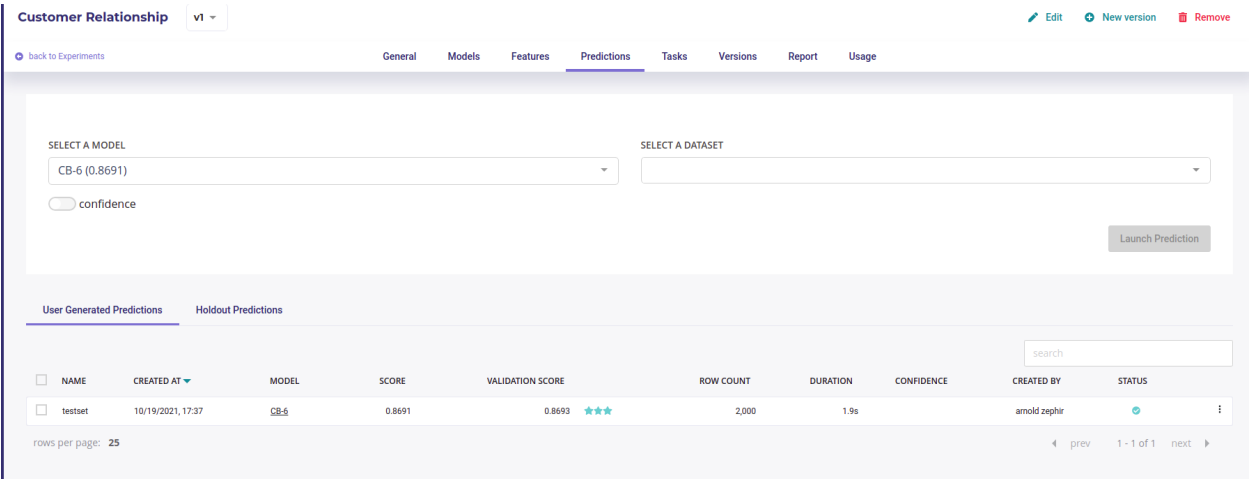 Customer Relationship v1 Edit New version Remove
back to Experiments General Models Features Predictions Tasks Versions Report Usage
SELECT A MODEL SELECT A DATASET
CB-6 (0.8691)
confidence
Launch Prediction
User Generated Predictions Holdout Predictions
search
NAME CREATED AT MODEL SCORE VALIDATION SCORE ROW COUNT DURATION CONFIDENCE CREATED BY STATUS
testset 10/19/2021, 17:37 CB-6 0.8691 0.8693 2,000 1.9s arnold zephir
rows per page: 25 prev 1 - 1 of 1 next